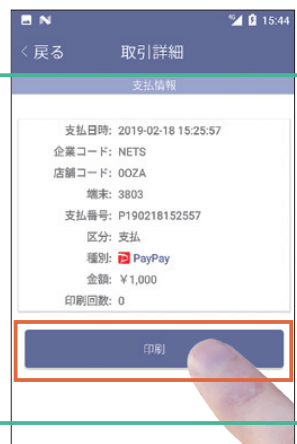 15:44
戻る 取引詳細
支払情報
支払日時: 2019-02-18 15:25:57
企業コード: NETS
店舗コード: 00ZA
端末: 3803
支払番号: P190218152557
区分: 支払
種別: PayPay
金額: ￥1,000
印刷回数: 0
印刷